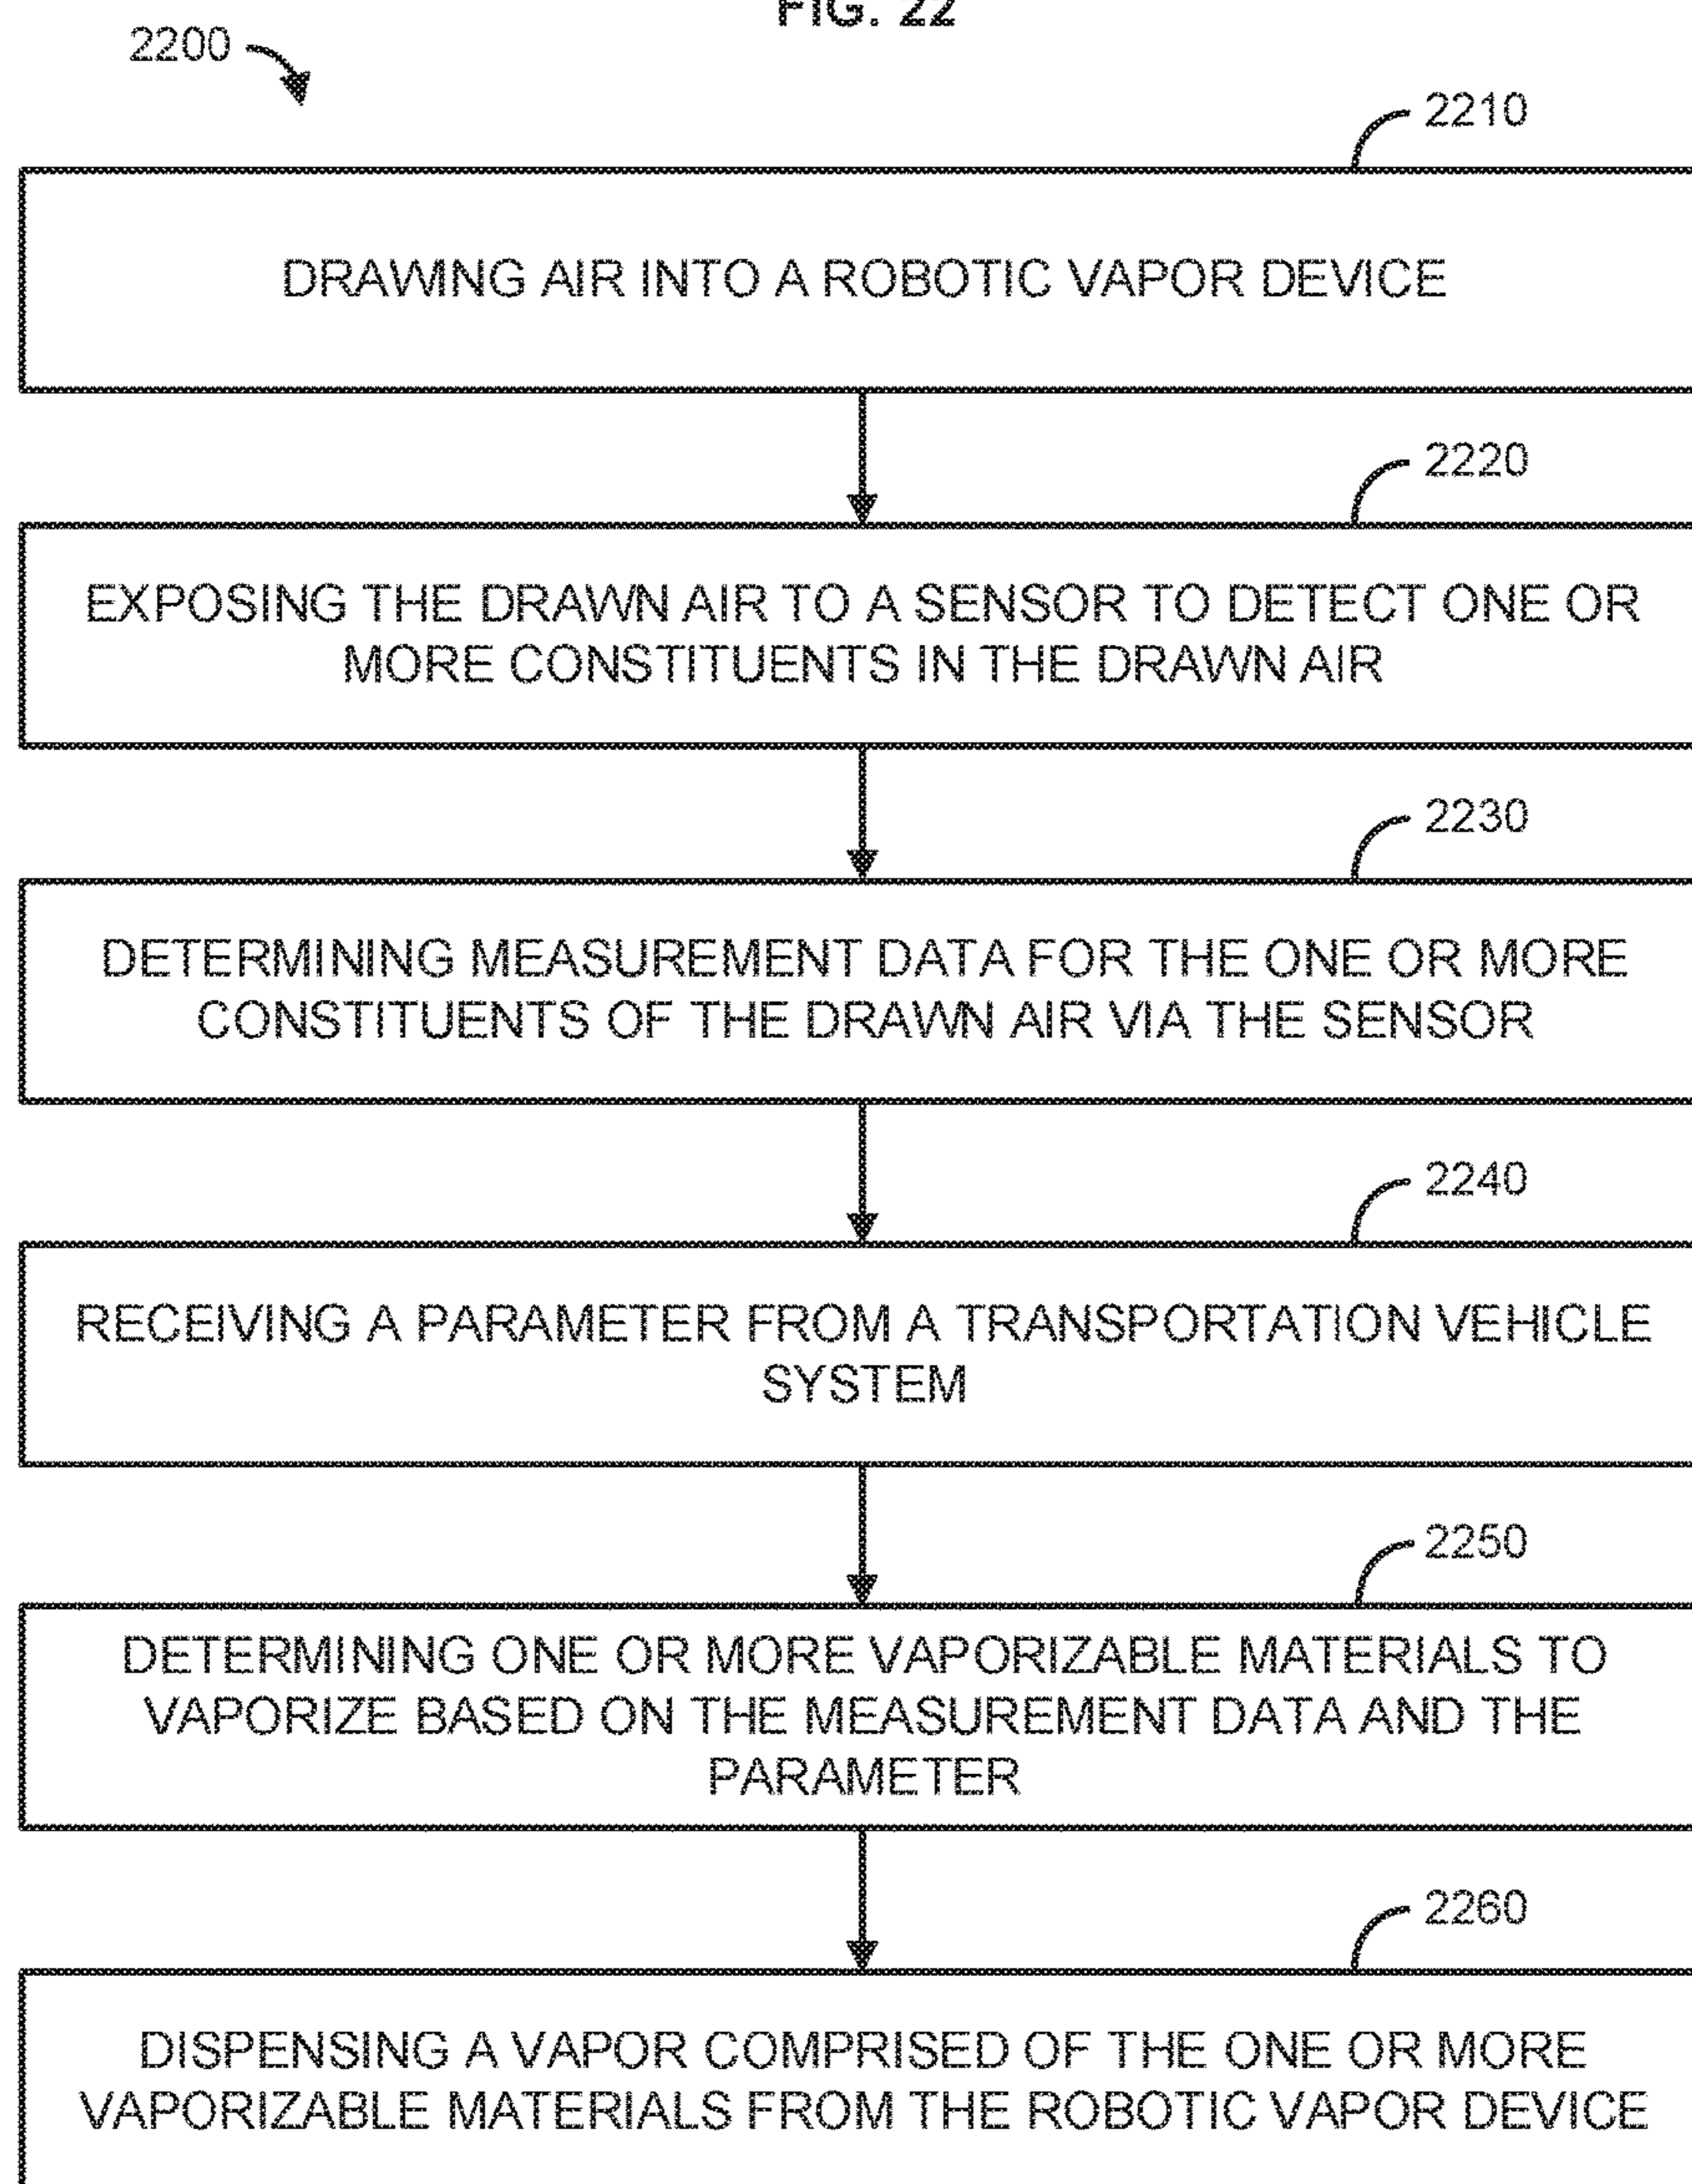 FIG. 22
2200
2210
DRAWING AIR INTO A ROBOTIC VAPOR DEVICE
2220
EXPOSING THE DRAWN AIR TO A SENSOR TO DETECT ONE OR
MORE CONSTITUENTS IN THE DRAWN AIR
2230
DETERMINING MEASUREMENT DATA FOR THE ONE OR MORE
CONSTITUENTS OF THE DRAWN AIR VIA THE SENSOR
2240
RECEIVING A PARAMETER FROM A TRANSPORTATION VEHICLE
SYSTEM
2250
DETERMINING ONE OR MORE VAPORIZABLE MATERIALS TO
VAPORIZE BASED ON THE MEASUREMENT DATA AND THE
PARAMETER
2260
DISPENSING A VAPOR COMPRISED OF THE ONE OR MORE
VAPORIZABLE MATERIALS FROM THE ROBOTIC VAPOR DEVICE